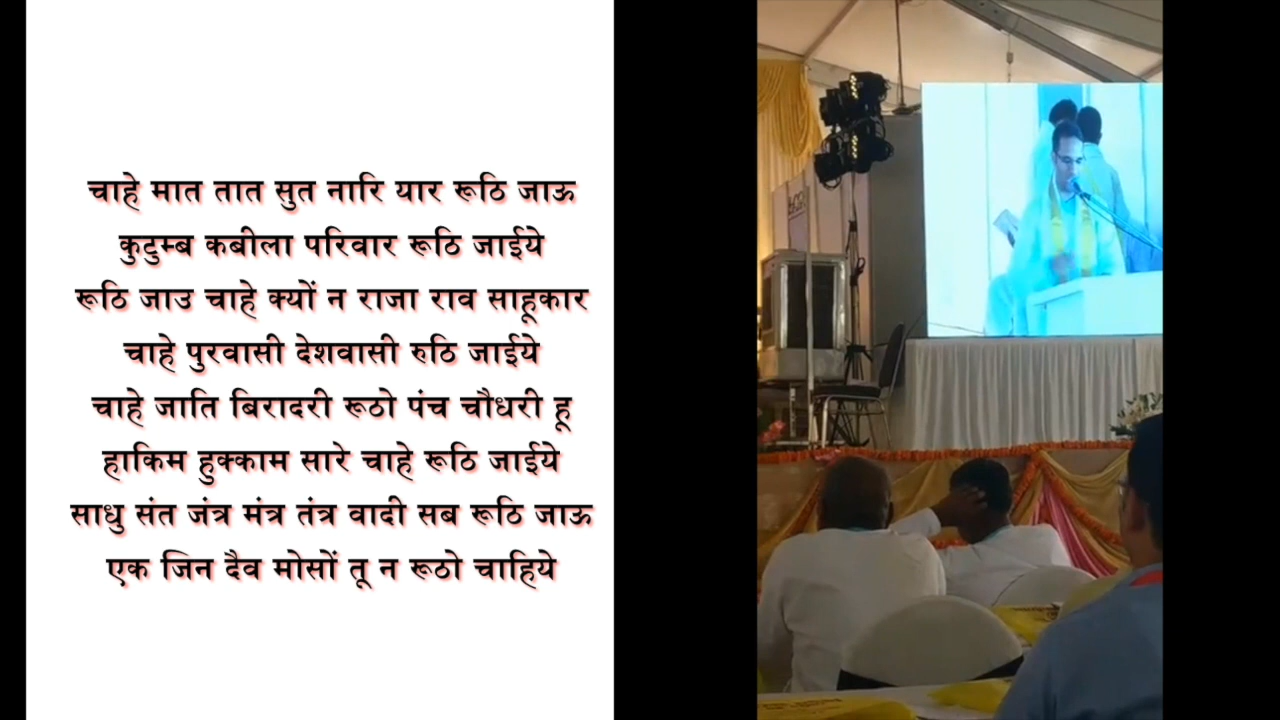 चाहे मात तात सुत नारि यार रूठि जाऊ
कुटुम्ब कबीला परिवार रूठि जाईये
रूठि जाउ चाहे क्यों न राजा राव साहूकार
चाहे पुरवासी देशवासी रुठि जाईये
चाहे जाति बिरादरी रूठो पंच चौधरी हू
हाकिम हुक्काम सारे चाहे रूठि जाईये
साधु संत जंत्र मंत्र तंत्र वादी सब रूठि जाऊ
एक जिन दैव मोसों तू न रूठो चाहिये